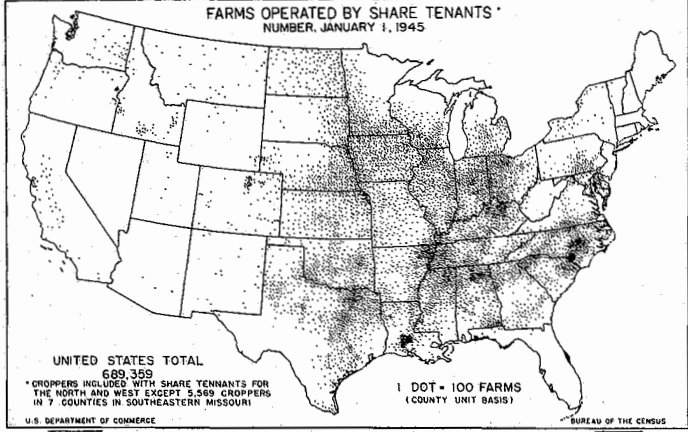 FARMS OPERATED BY SHARE TENANTS*
NUMBER, JANUARY 1, 1945
UNITED STATES TOTAL
689,359
* CROPPERS INCLUDED WITH SHARE TENNANTS FOR
THE NORTH AND WEST EXCEPT 5,569 CROPPERS
IN 7 COUNTIES IN SOUTHEASTERN MISSOURI
1 DOT = 100 FARMS
(COUNTY UNIT BASIS)
U.S. DEPARTMENT OF COMMERCE
BUREAU OF THE CENSUS